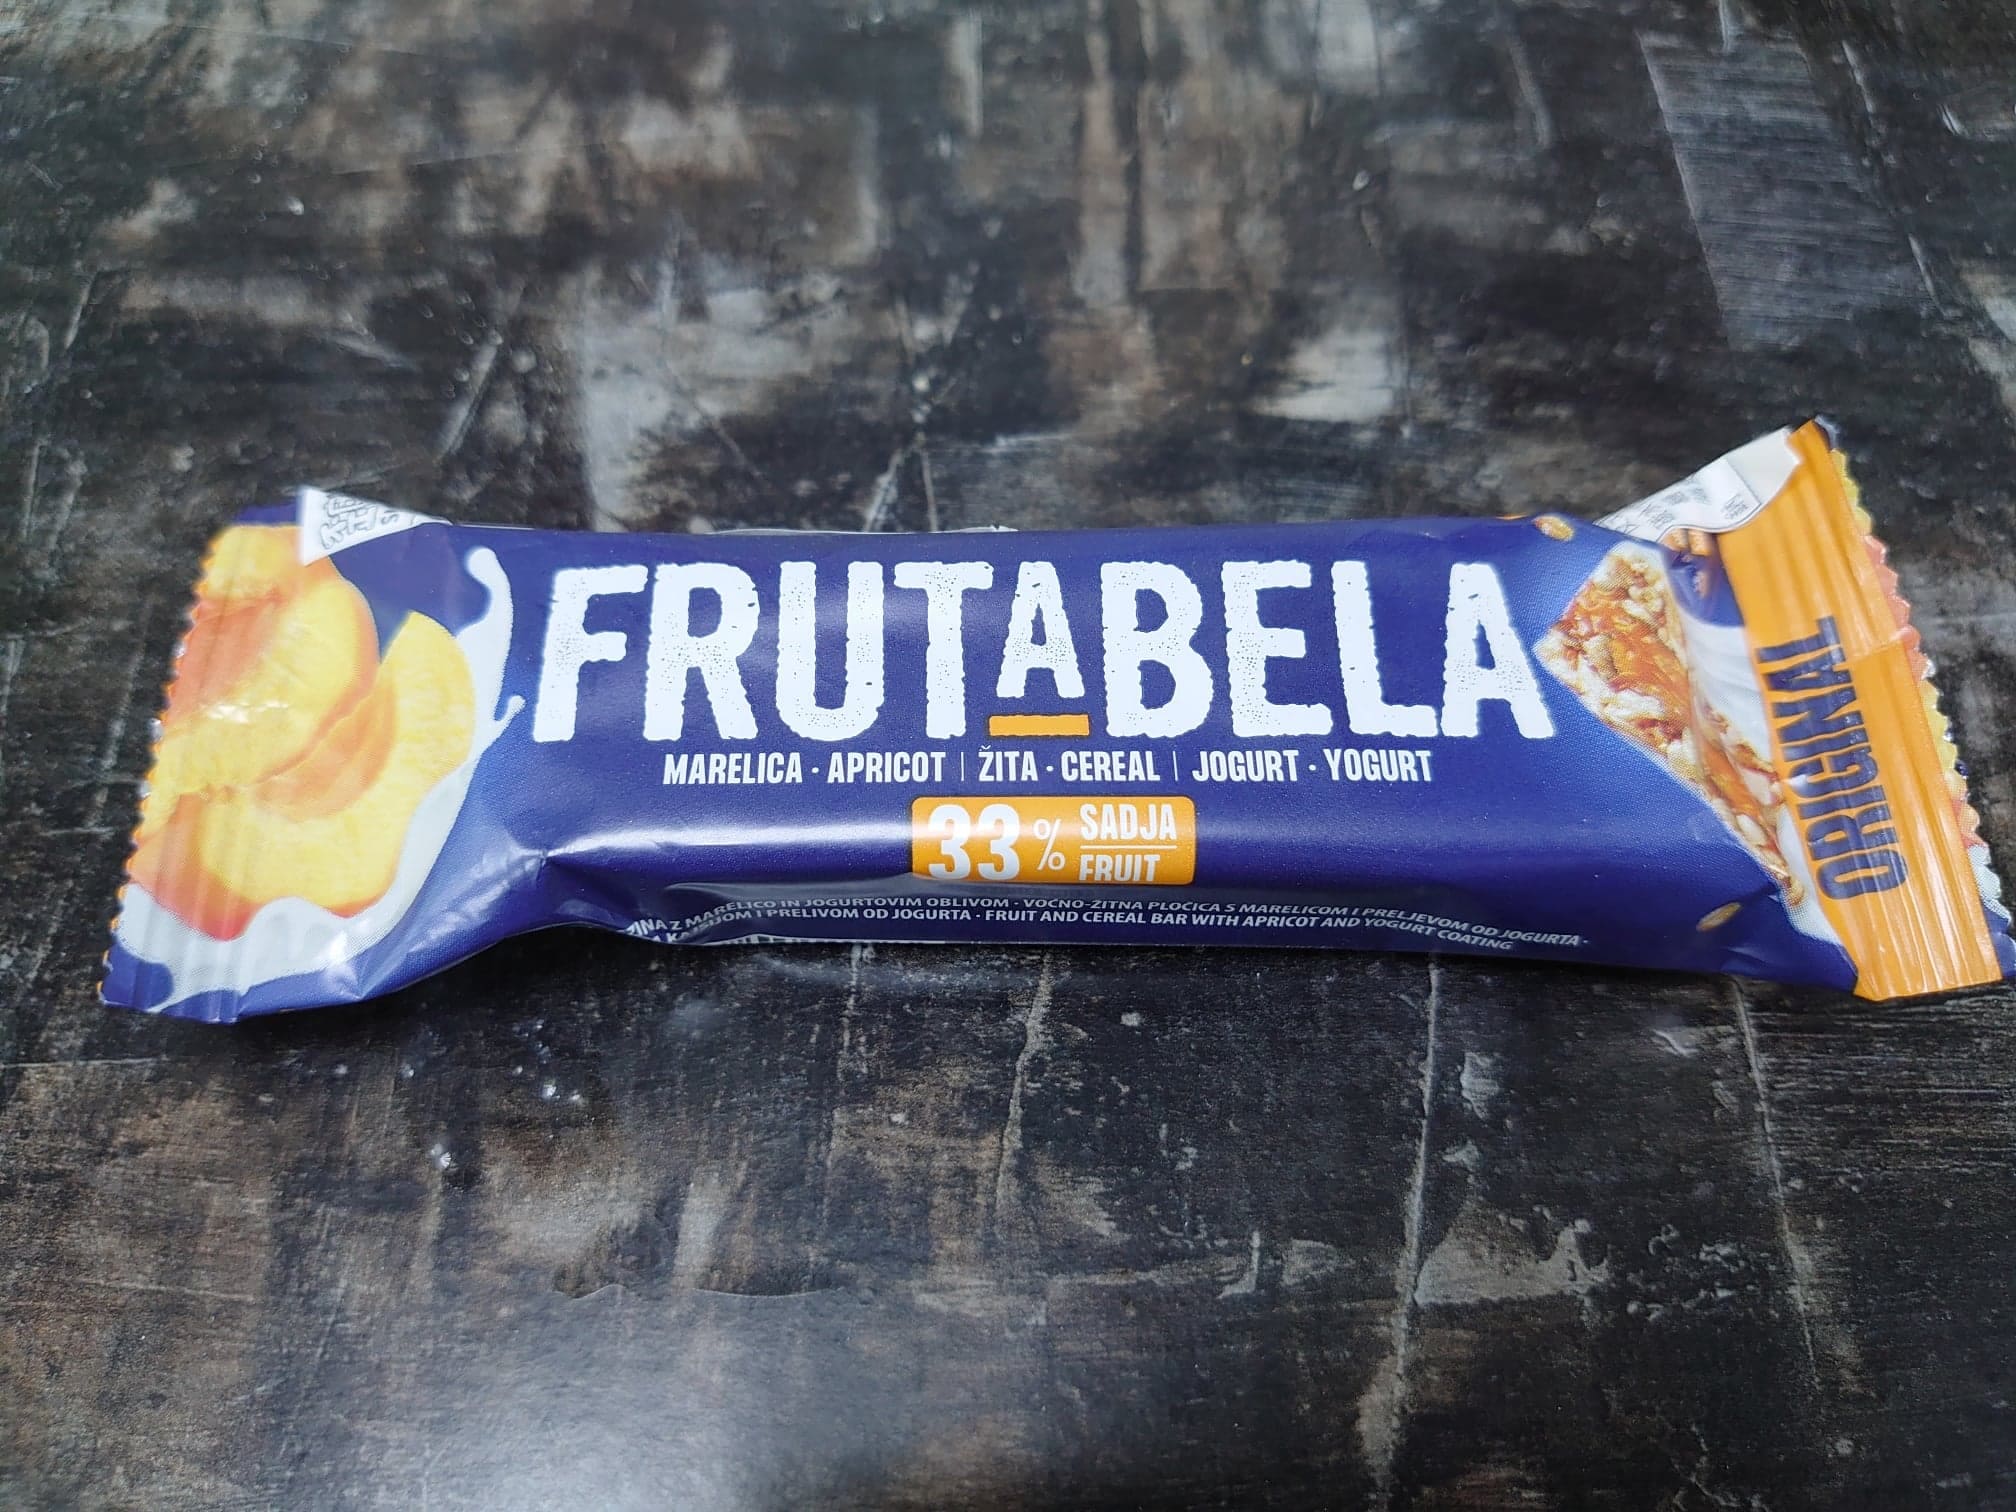 FRUTABELA
MARELICA · APRICOT | ŽITA · CEREAL | JOGURT · YOGURT
33 % SADJA
FRUIT
Z MARELICO IN JOGURTOVIM OBLIVOM · VOĆNO-ŽITNA PLOČICA S MARELICOM I PRELJEVOM OD JOGURTA ·
I PRELIVOM OD JOGURTA · FRUIT AND CEREAL BAR WITH APRICOT AND YOGURT COATING
ORIGINAL